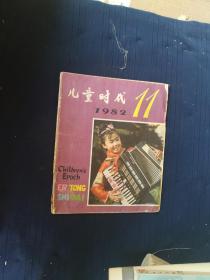 儿童时代 11
1982
Children's
Epoch
ER TONG
SHI DAI